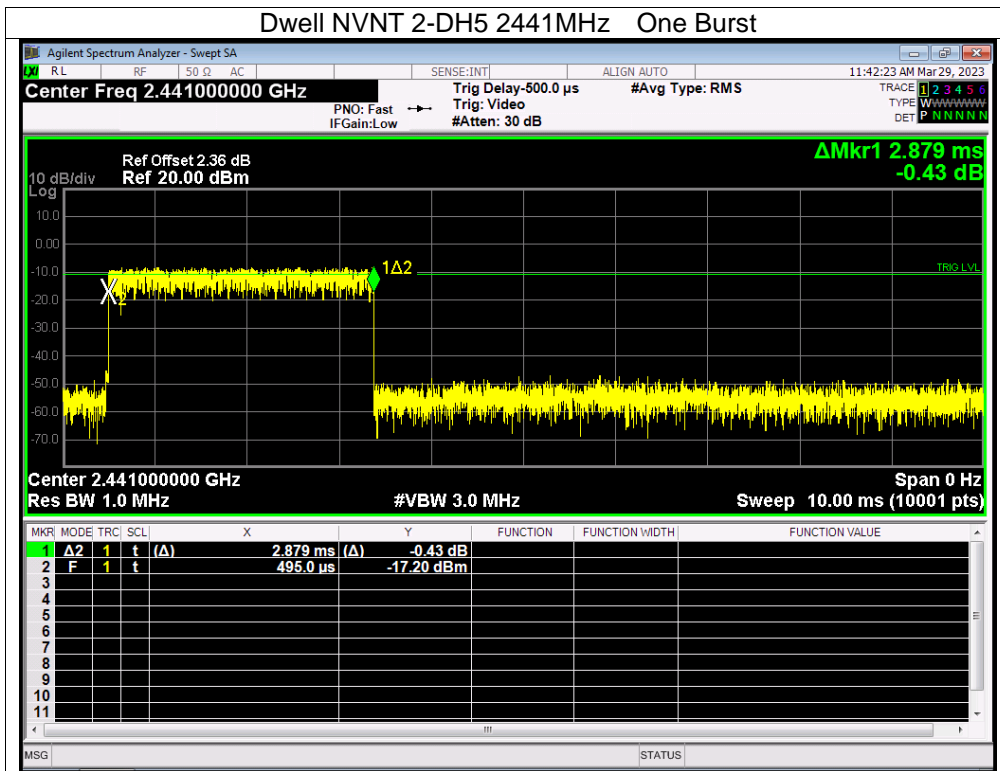 Dwell NVNT 2-DH5 2441MHz One Burst
Agilent Spectrum Analyzer - Swept SA
LXI RL RF 50 Ω AC SENSE:INT ALIGN AUTO 11:42:23 AM Mar 29, 2023
Center Freq 2.441000000 GHz Trig Delay-500.0 µs #Avg Type: RMS TRACE 1 2 3 4 5 6
PNO: Fast Trig: Video TYPE WWWWWW
IFGain:Low #Atten: 30 dB DET P N N N N N
ΔMkr1 2.879 ms
-0.43 dB
Ref Offset 2.36 dB
10 dB/div Ref 20.00 dBm
Log
10.0
0.00
-10.0
1Δ2
TRIG LVL
2
-20.0
-30.0
-40.0
-50.0
-60.0
-70.0
Center 2.441000000 GHz Span 0 Hz
Res BW 1.0 MHz #VBW 3.0 MHz Sweep 10.00 ms (10001 pts)
MKR MODE TRC SCL X Y FUNCTION FUNCTION WIDTH FUNCTION VALUE
1 Δ2 1 t (Δ) 2.879 ms (Δ) -0.43 dB
2 F 1 t 495.0 µs -17.20 dBm
3
4
5
6
7
8
9
10
11
MSG STATUS